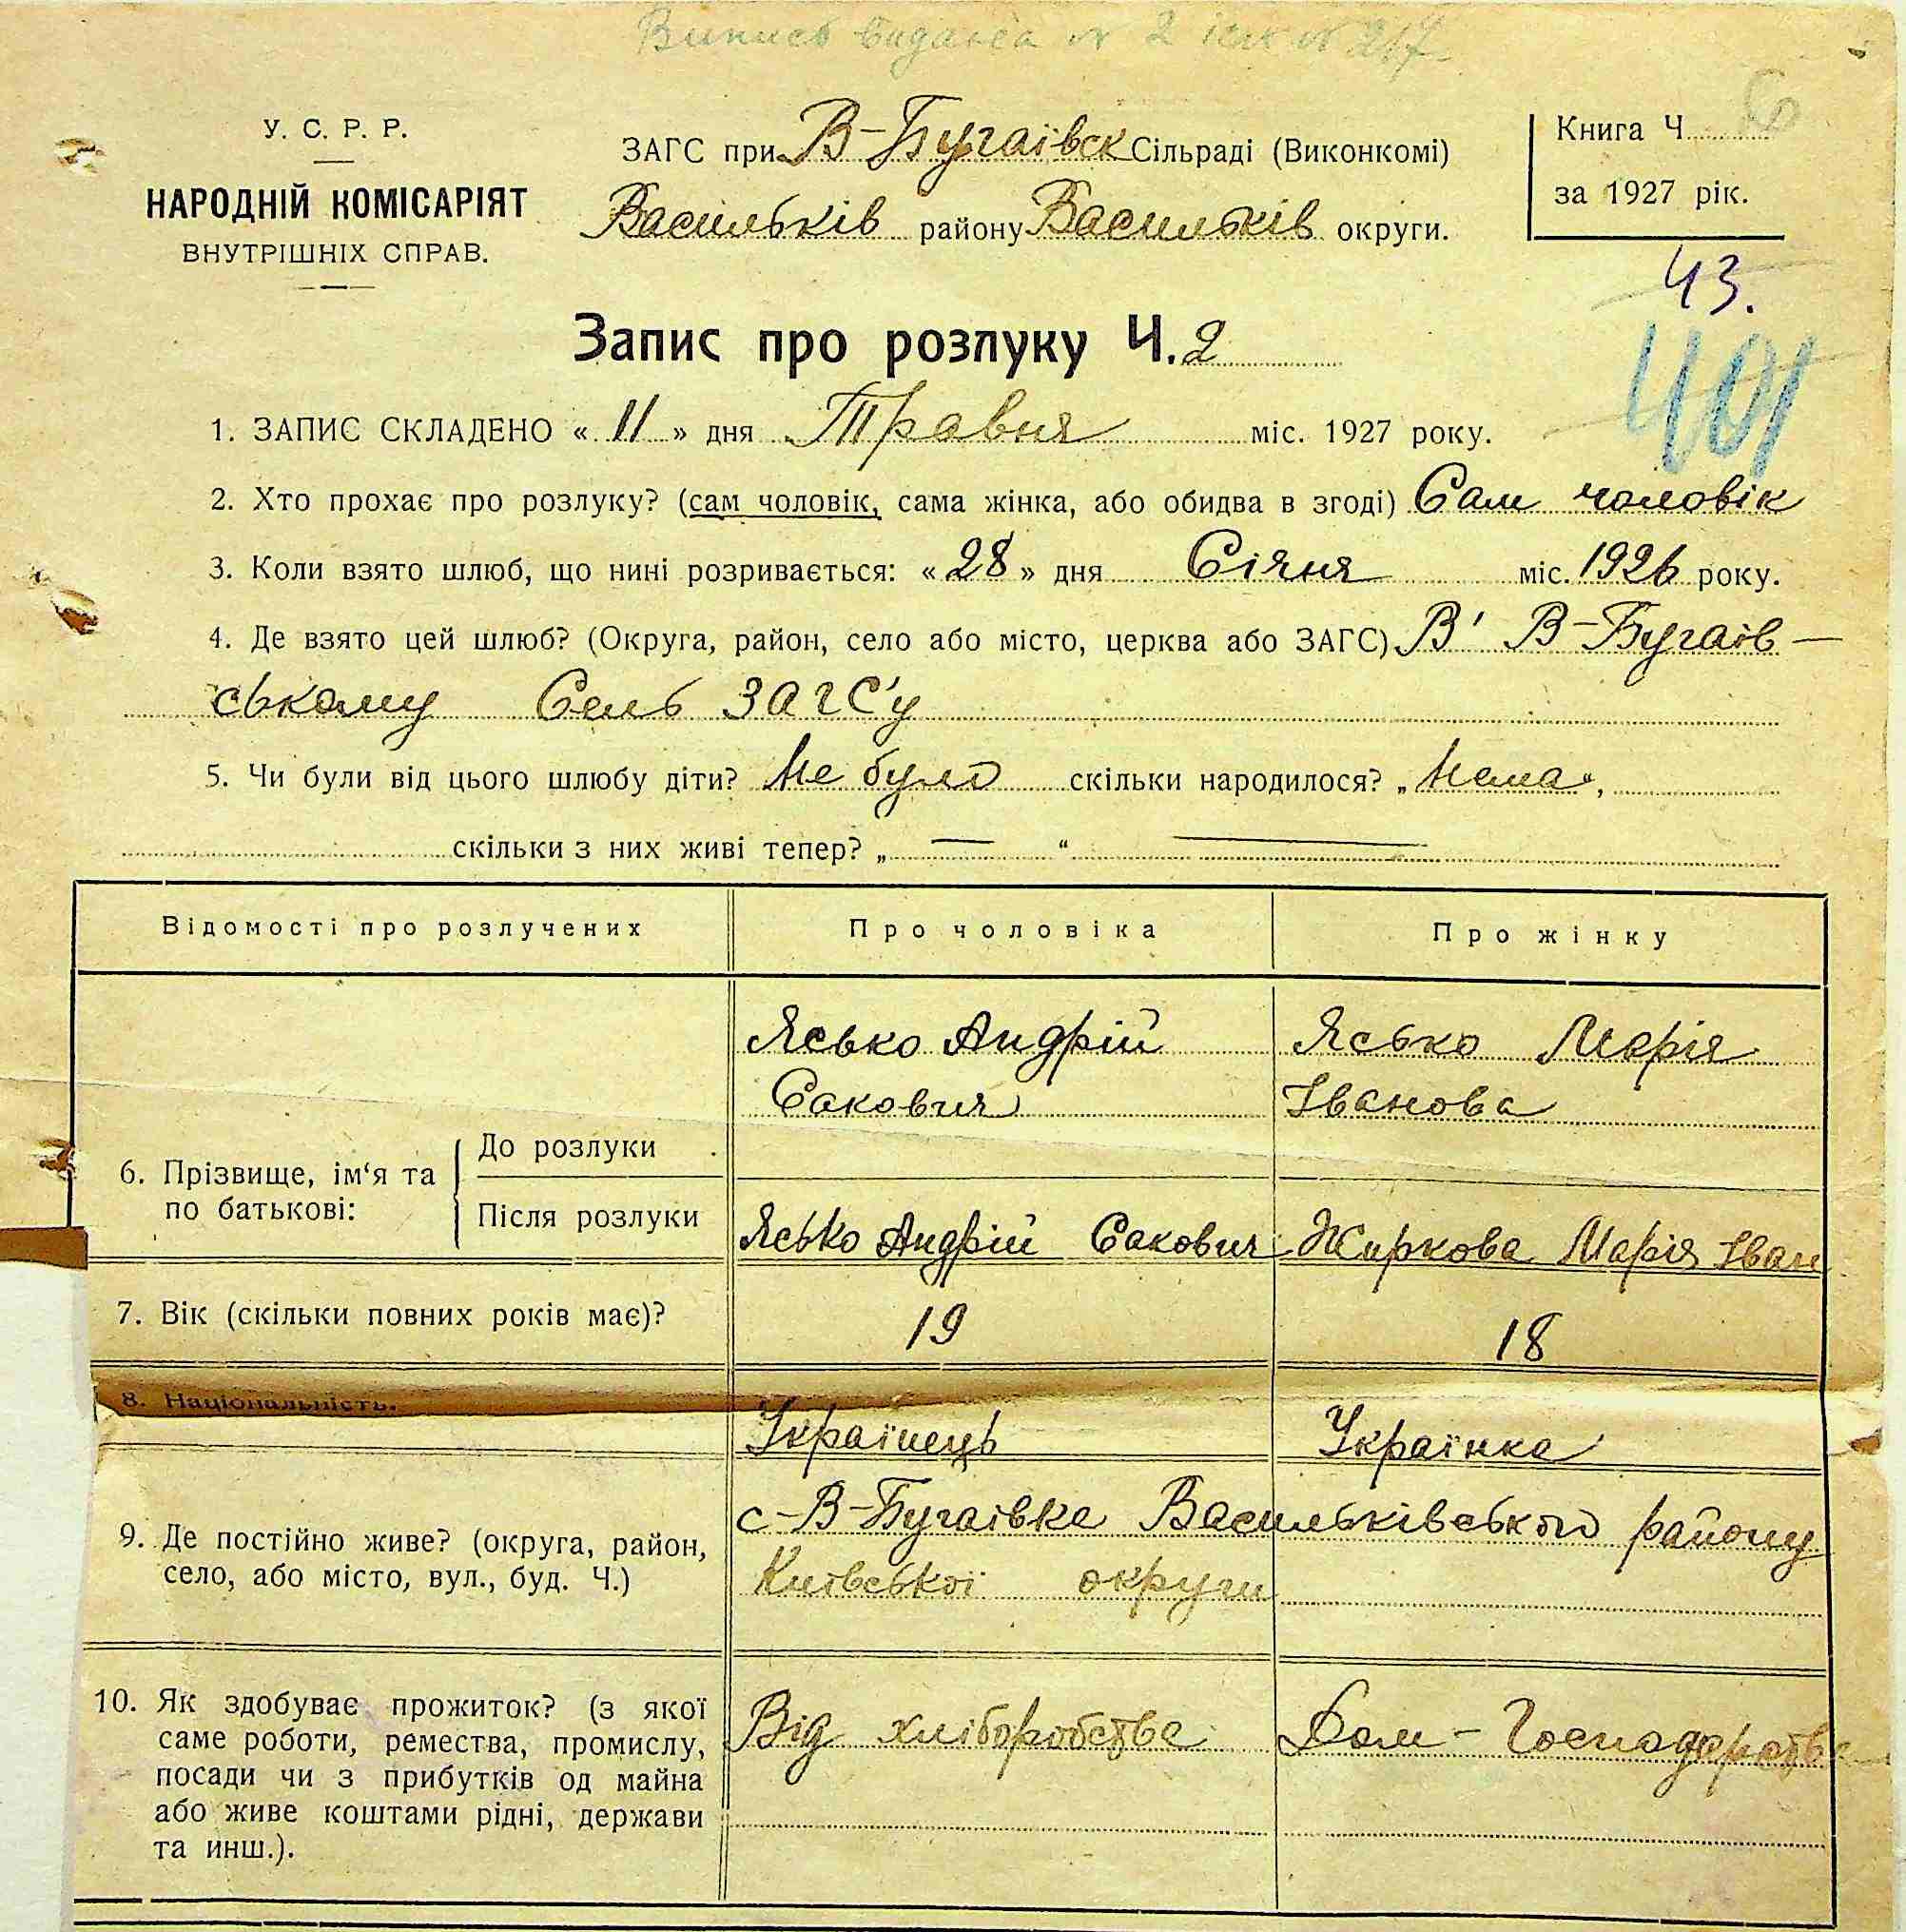 Випись видана № 2 
У. С. Р. Р.
НАРОДНІЙ КОМІСАРІЯТ
ВНУТРІШНІХ СПРАВ.
ЗАГС при В-Бугаївск Сільраді (Виконкомі)
Васильків району Васильків округи.
Книга Ч.
за 1927 рік.
43.
401
Запис про розлуку Ч. 2
1. ЗАПИС СКЛАДЕНО « 11 » дня Травня міс. 1927 року.
2. Хто прохає про розлуку? (сам чоловік, сама жінка, або обидва в згоді) Сам чоловік
3. Коли взято шлюб, що нині розривається: « 28 » дня Січня міс. 1926 року.
4. Де взято цей шлюб? (Округа, район, село або місто, церква або ЗАГС) В' В-Бугаїв-
ському Сель ЗАГС'у
5. Чи були від цього шлюбу діти? Не було скільки народилося? „ Нема “,
скільки з них живі тепер? „ — “ —
Відомості про розлучених
Про чоловіка
Про жінку
6. Прізвище, ім‘я та
по батькові:
До розлуки
Ясько Андрій
Сакович
Ясько Марія
Іванова
Після розлуки
Ясько Андрій Сакович
Жиркова Марія Іван
7. Вік (скільки повних років має)?
19
18
8. Національність.
Українець
Українка
9. Де постійно живе? (округа, район,
село, або місто, вул., буд. Ч.)
с-В-Бугаївка Васильківського району
Київської округи
10. Як здобуває прожиток? (з якої
саме роботи, ремества, промислу,
посади чи з прибутків од майна
або живе коштами рідні, держави
та инш.).
Від хліборобства
Дом-Господарства